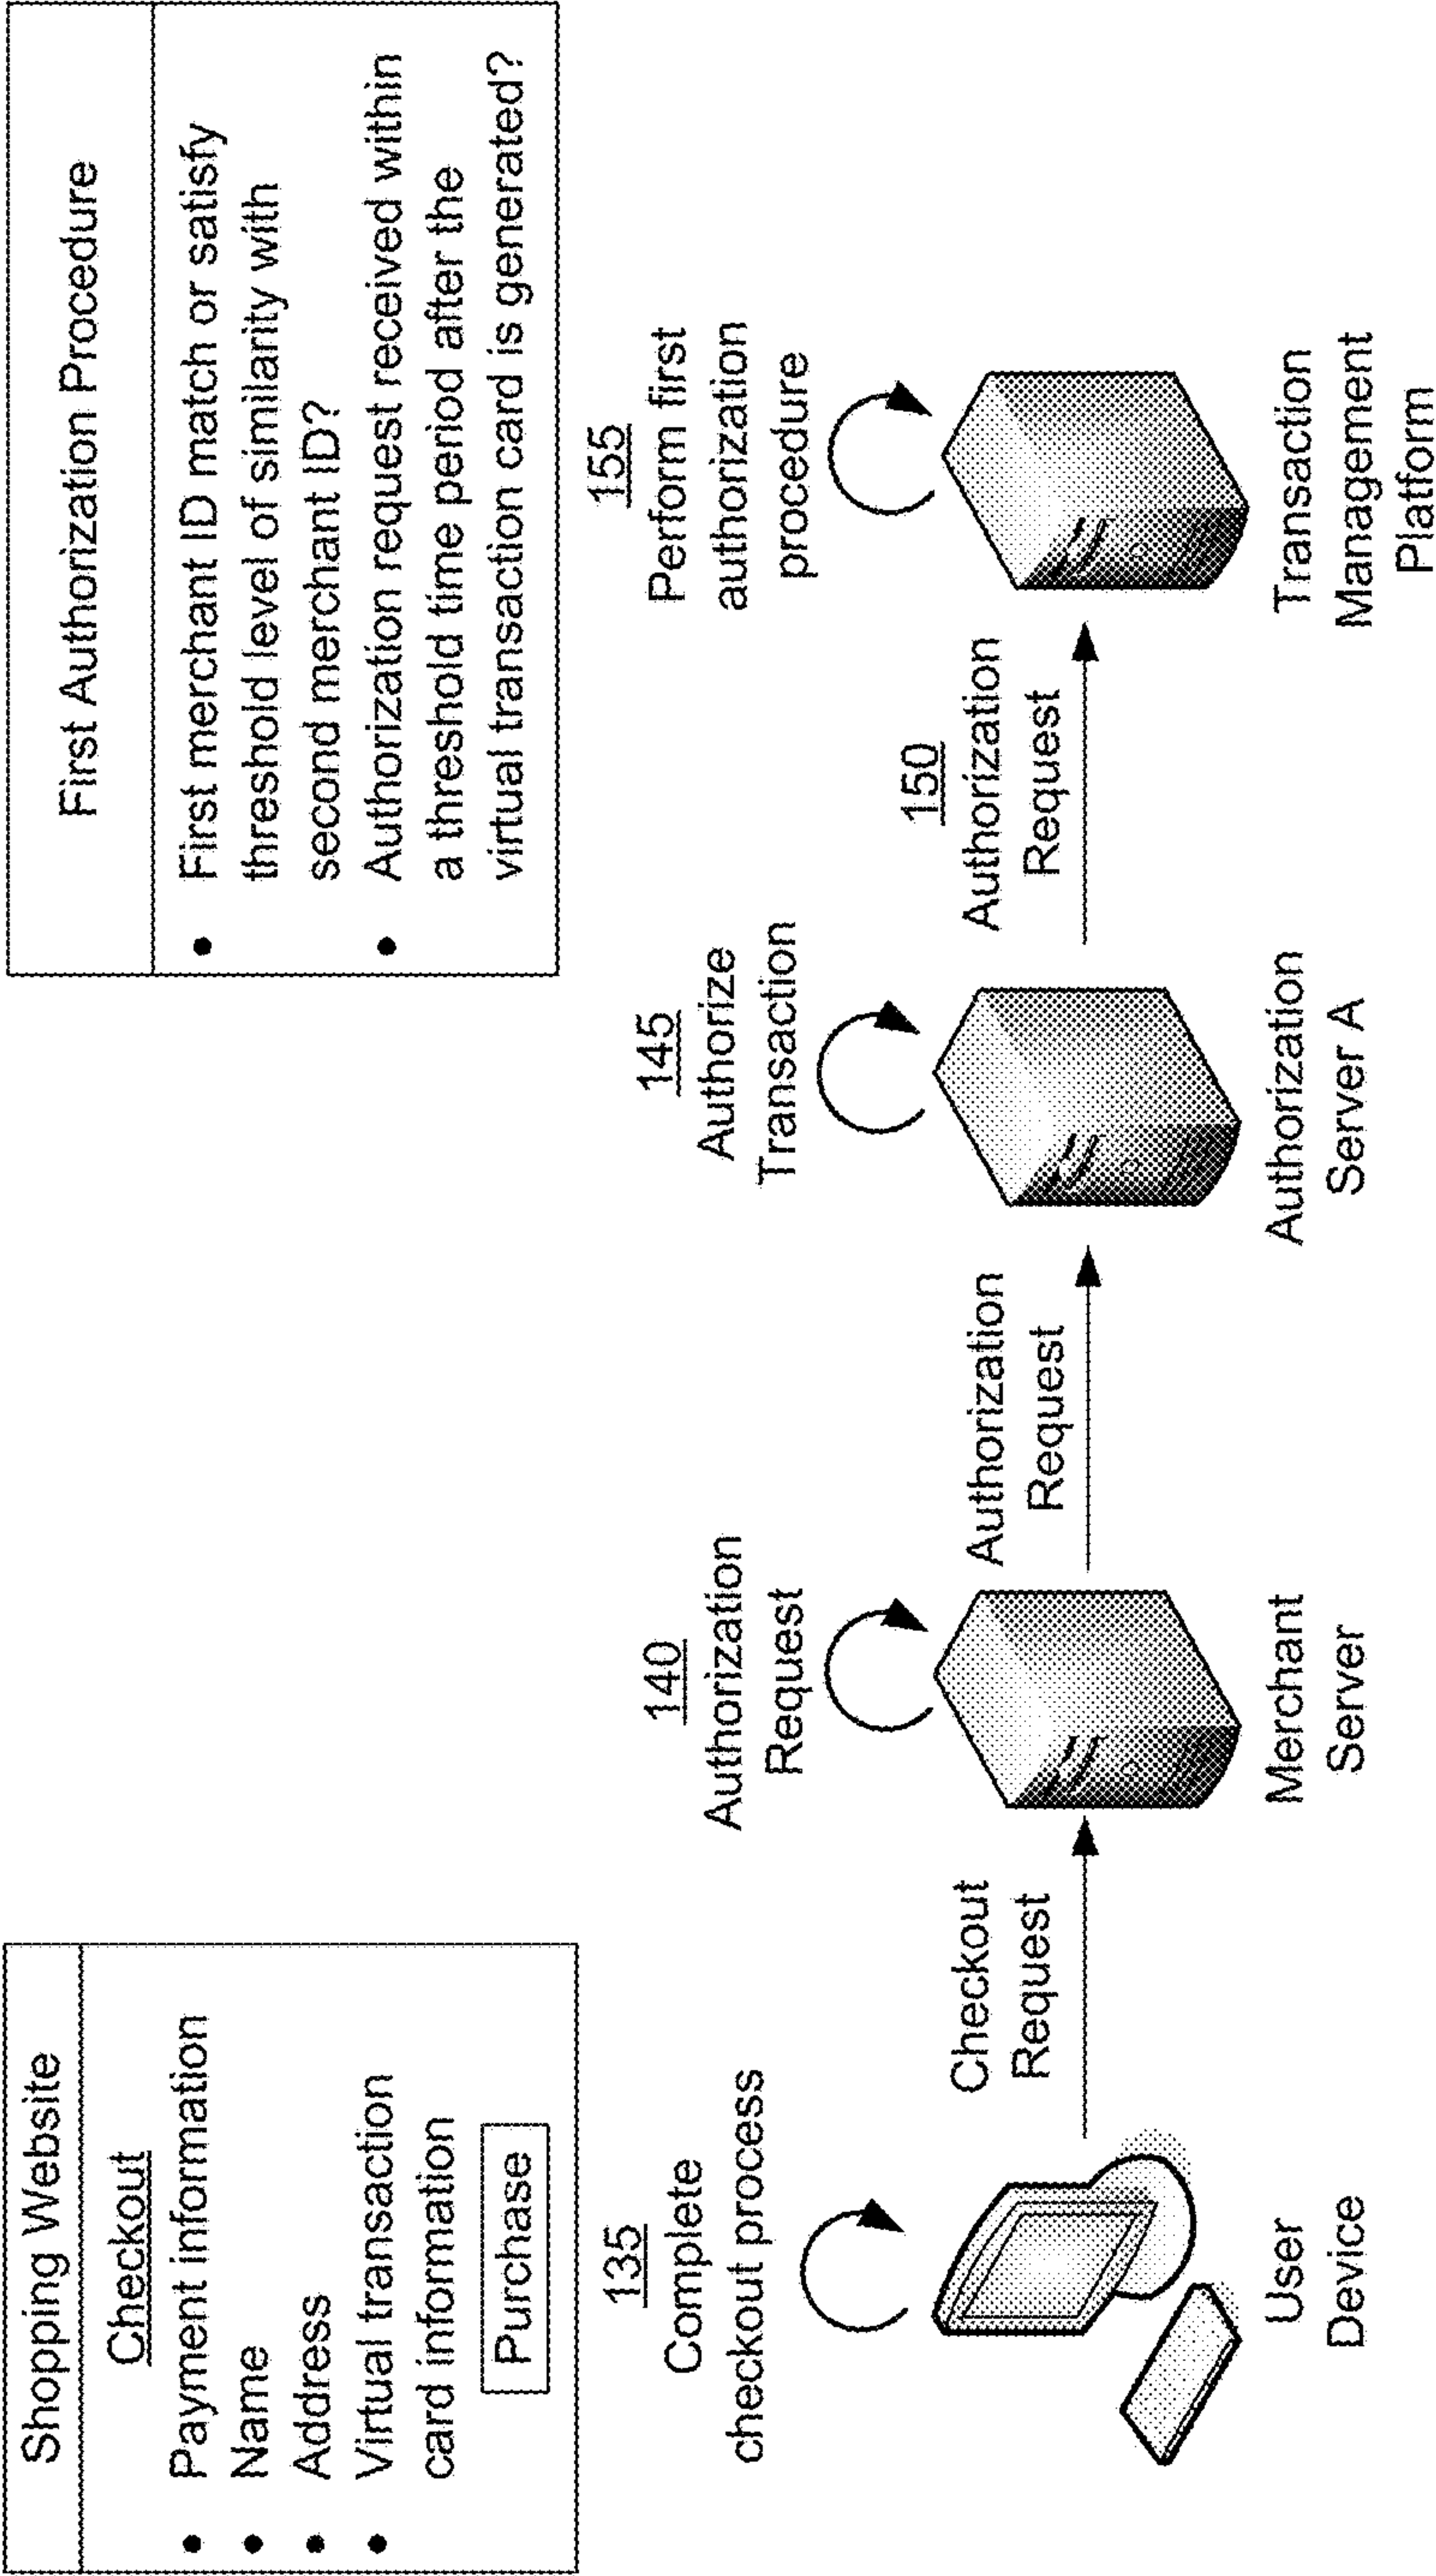 Shopping Website
Checkout
• Payment information
• Name
• Address
• Virtual transaction
card information
Purchase
First Authorization Procedure
• First merchant ID match or satisfy
threshold level of similarity with
second merchant ID?
• Authorization request received within
a threshold time period after the
virtual transaction card is generated?
135
Complete
checkout process
Checkout
Request
User
Device
140
Authorization
Request
Authorization
Request
Merchant
Server
145
Authorize
Transaction
150
Authorization
Request
Authorization
Server A
155
Perform first
authorization
procedure
Transaction
Management
Platform